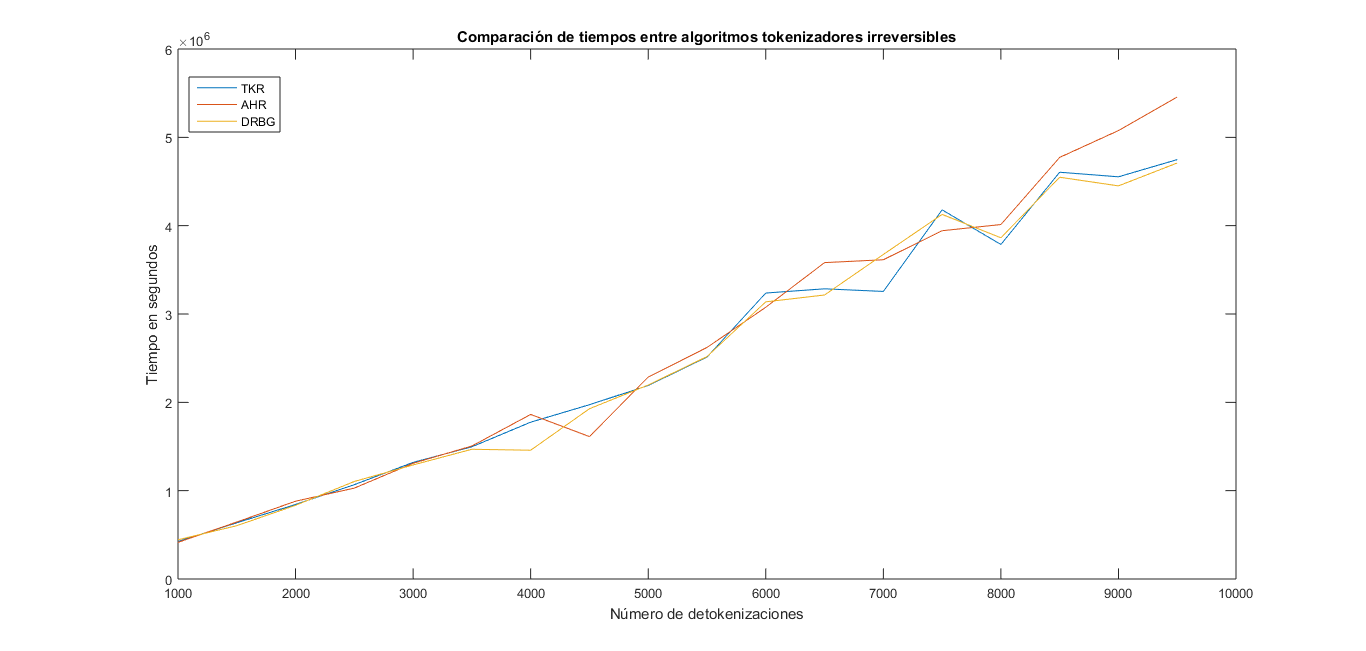 Comparación de tiempos entre algoritmos tokenizadores irreversibles
×10^6
6
5
4
3
2
1
0
TKR
AHR
DRBG
Tiempo en segundos
1000 2000 3000 4000 5000 6000 7000 8000 9000 10000
Número de detokenizaciones